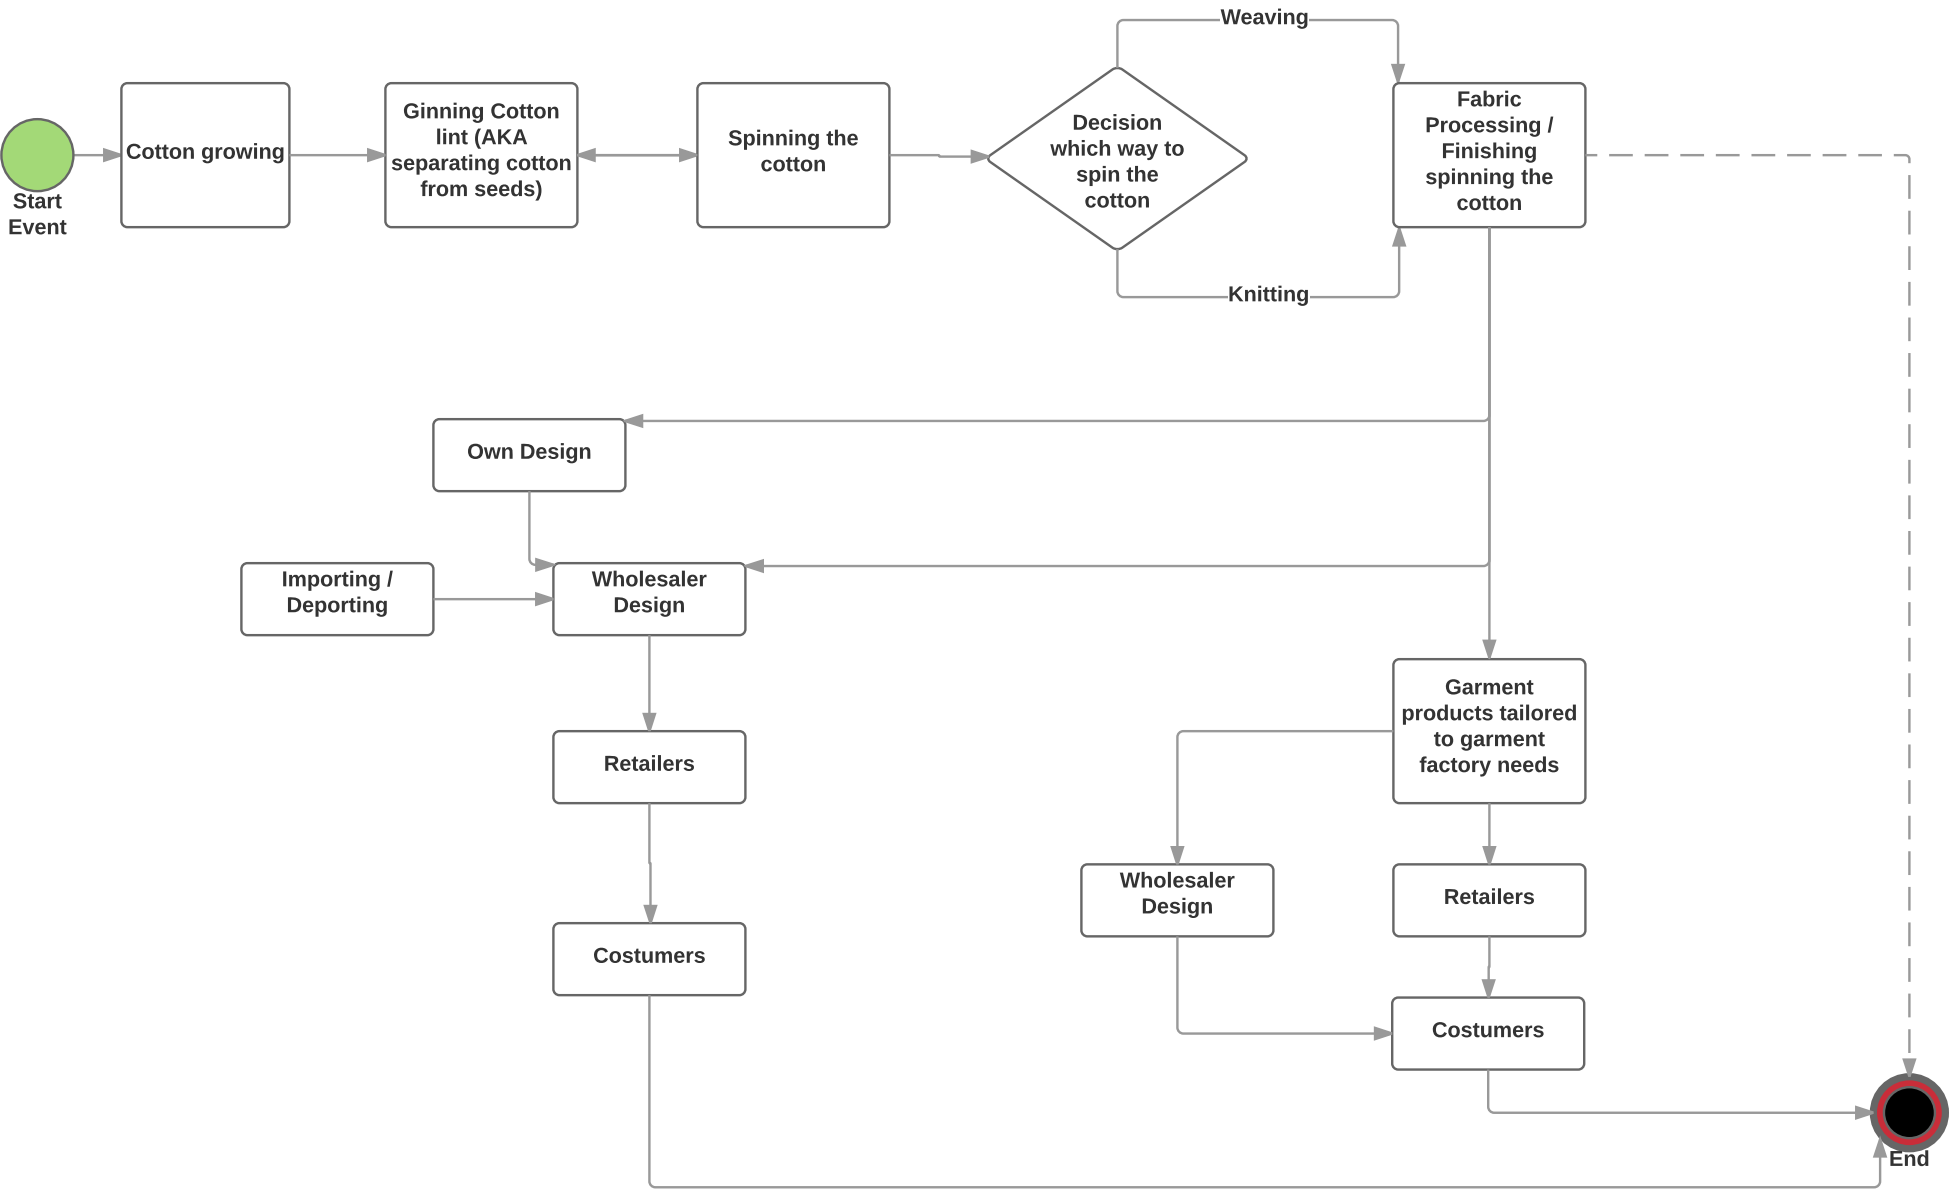 Weaving
Start
Event
Cotton growing
Ginning Cotton
lint (AKA
separating cotton
from seeds)
Spinning the
cotton
Decision
which way to
spin the
cotton
Fabric
Processing /
Finishing
spinning the
cotton
Knitting
Own Design
Importing /
Deporting
Wholesaler
Design
Retailers
Costumers
Garment
products tailored
to garment
factory needs
Wholesaler
Design
Retailers
Costumers
End